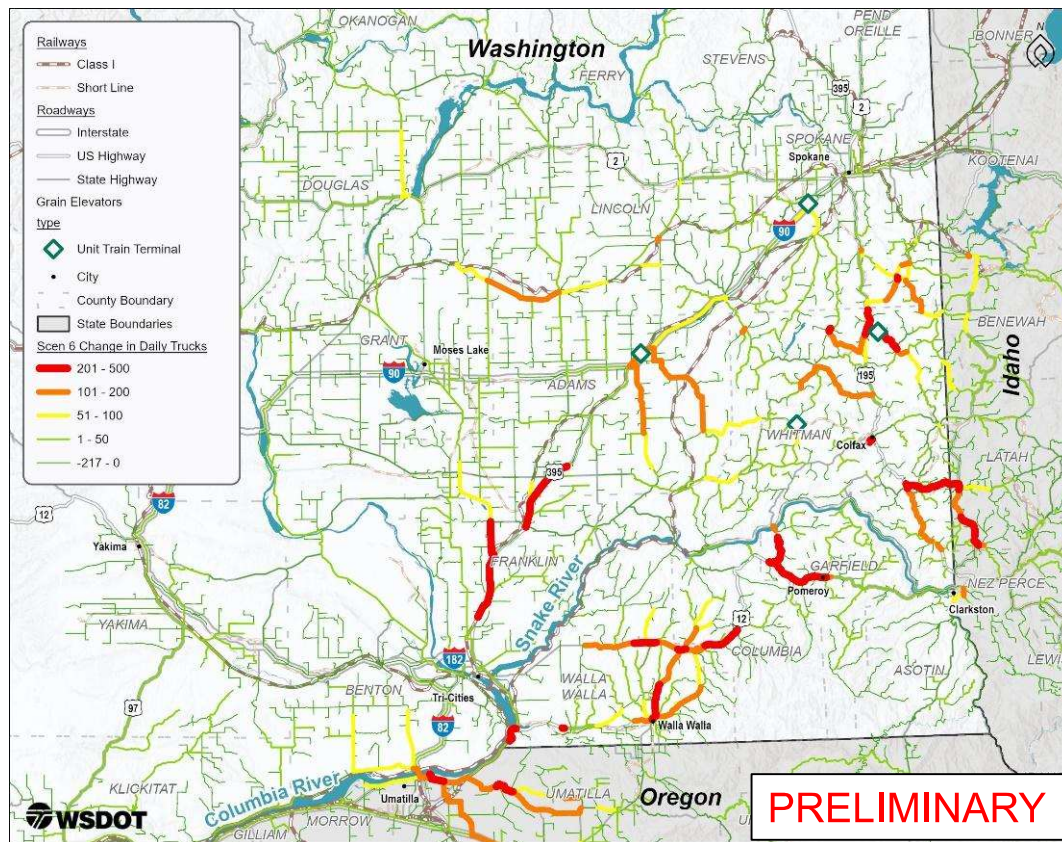 Railways
Class I
Short Line
Roadways
Interstate
US Highway
State Highway
Grain Elevators
type
Unit Train Terminal
City
County Boundary
State Boundaries
Scen 6 Change in Daily Trucks
201 - 500
101 - 200
51 - 100
1 - 50
-217 - 0
OKANOGAN
Washington
FERRY
STEVENS
PEND
OREILLE
BONNER
N
395
2
SPOKANE
Spokane
KOOTENAI
2
DOUGLAS
LINCOLN
90
BENEWAH
GRANT
Moses Lake
90
ADAMS
195
Idaho
WHITMAN
Colfax
LATAH
395
82
12
Yakima
FRANKLIN
GARFIELD
Pomeroy
NEZ PERCE
Clarkston
Snake River
12
COLUMBIA
YAKIMA
182
Tri-Cities
WALLA
WALLA
ASOTIN
LEWI
BENTON
97
82
Walla Walla
KLICKITAT
Columbia River
Umatilla
UMATILLA
Oregon
PRELIMINARY
WSDOT
MORROW
GILLIAM